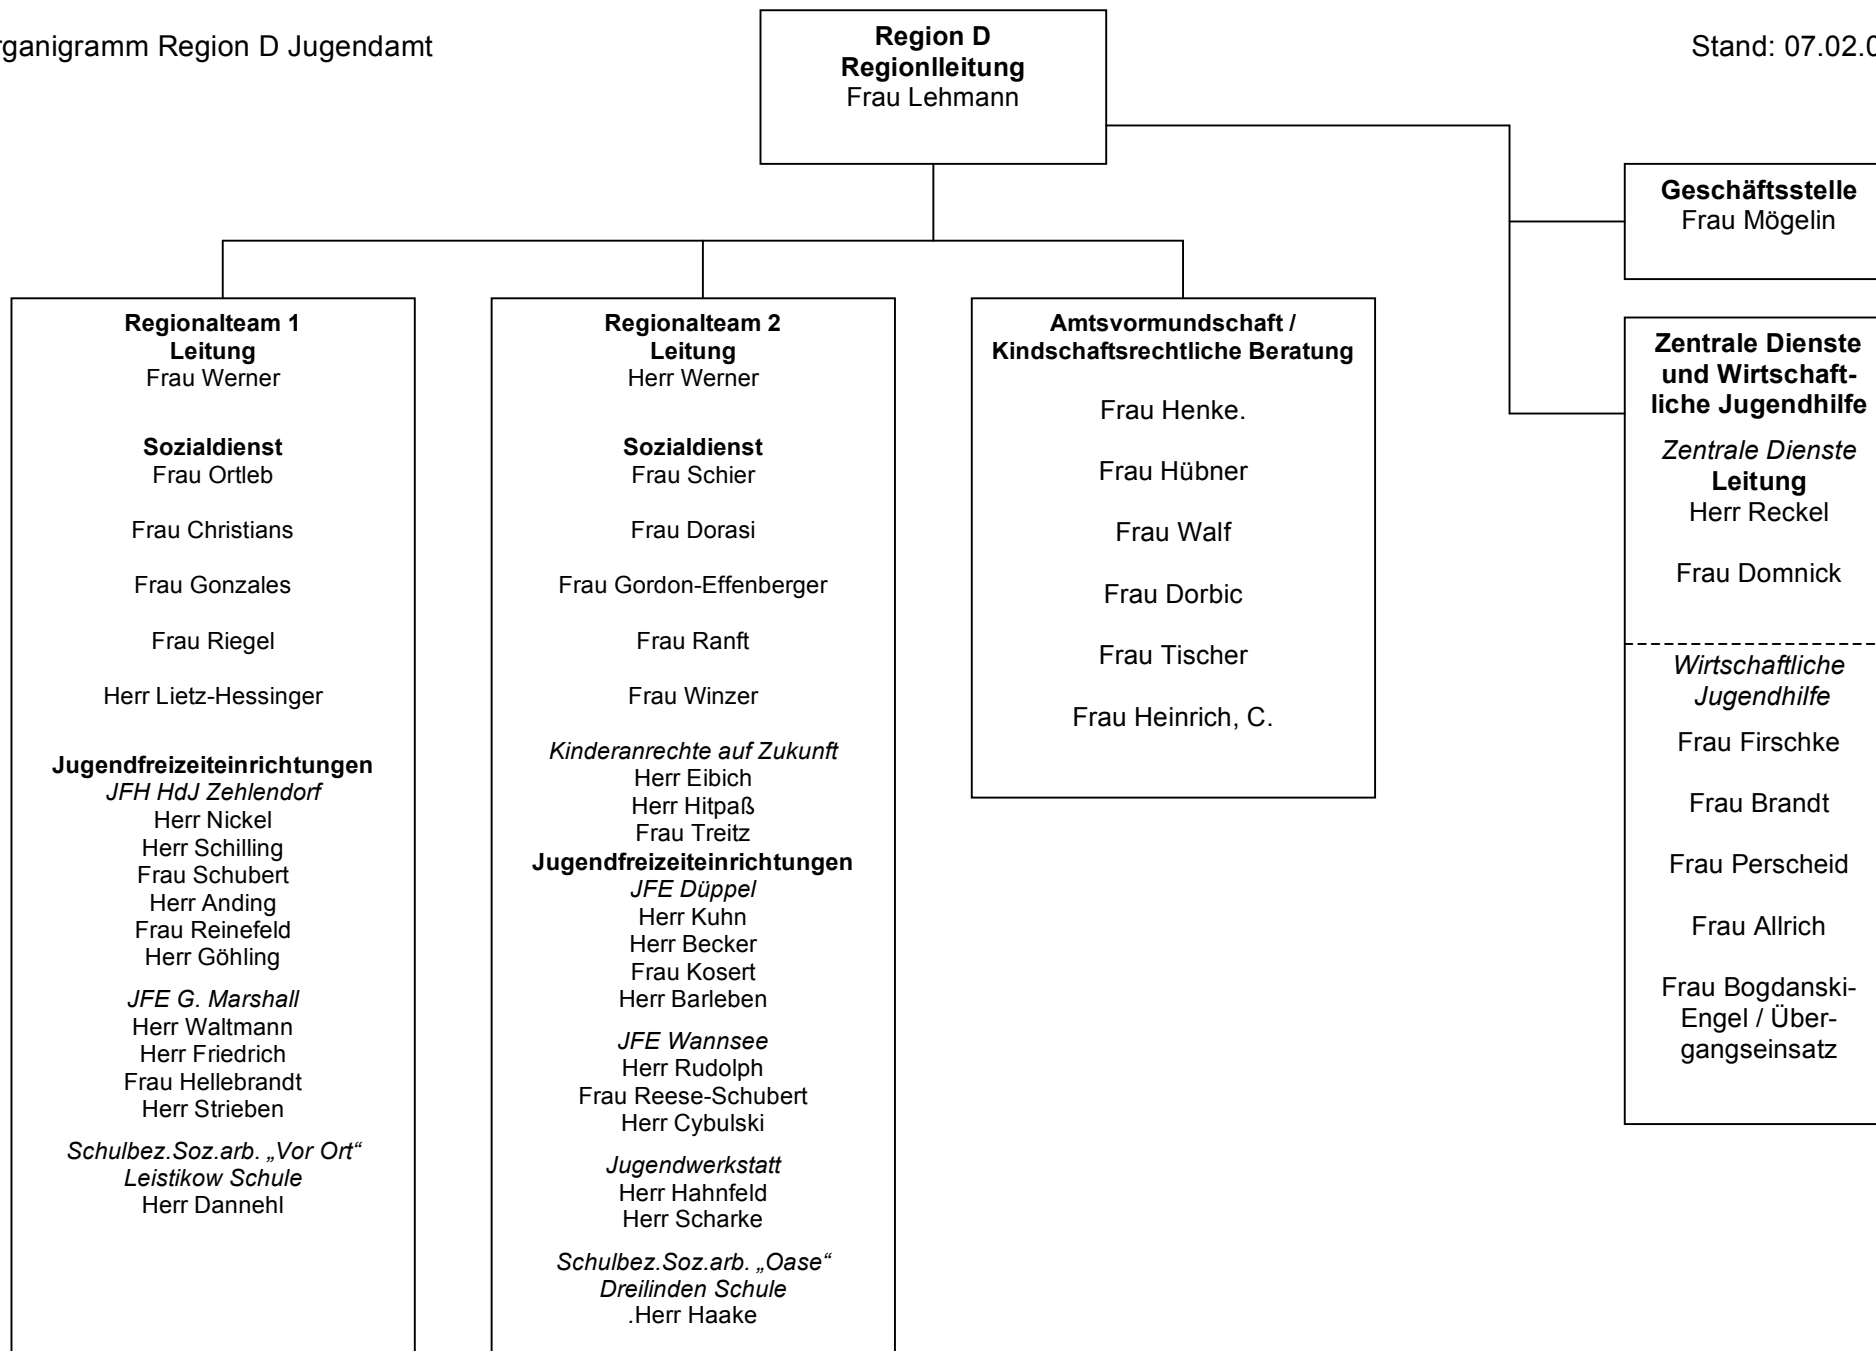 rganigramm Region D Jugendamt
Region D
Regionlleitung
Frau Lehmann
Stand: 07.02.0
Geschäftsstelle
Frau Mögelin
Regionalteam 1
Leitung
Frau Werner
Sozialdienst
Frau Ortleb
Frau Christians
Frau Gonzales
Frau Riegel
Herr Lietz-Hessinger
Jugendfreizeiteinrichtungen
JFH HdJ Zehlendorf
Herr Nickel
Herr Schilling
Frau Schubert
Herr Anding
Frau Reinefeld
Herr Göhling
JFE G. Marshall
Herr Waltmann
Herr Friedrich
Frau Hellebrandt
Herr Strieben
Schulbez.Soz.arb. „Vor Ort“
Leistikow Schule
Herr Dannehl
Regionalteam 2
Leitung
Herr Werner
Sozialdienst
Frau Schier
Frau Dorasi
Frau Gordon-Effenberger
Frau Ranft
Frau Winzer
Kinderanrechte auf Zukunft
Herr Eibich
Herr Hitpaß
Frau Treitz
Jugendfreizeiteinrichtungen
JFE Düppel
Herr Kuhn
Herr Becker
Frau Kosert
Herr Barleben
JFE Wannsee
Herr Rudolph
Frau Reese-Schubert
Herr Cybulski
Jugendwerkstatt
Herr Hahnfeld
Herr Scharke
Schulbez.Soz.arb. „Oase“
Dreilinden Schule
.Herr Haake
Amtsvormundschaft /
Kindschaftsrechtliche Beratung
Frau Henke.
Frau Hübner
Frau Walf
Frau Dorbic
Frau Tischer
Frau Heinrich, C.
Zentrale Dienste
und Wirtschaft-
liche Jugendhilfe
Zentrale Dienste
Leitung
Herr Reckel
Frau Domnick
Wirtschaftliche
Jugendhilfe
Frau Firschke
Frau Brandt
Frau Perscheid
Frau Allrich
Frau Bogdanski-
Engel / Über-
gangseinsatz